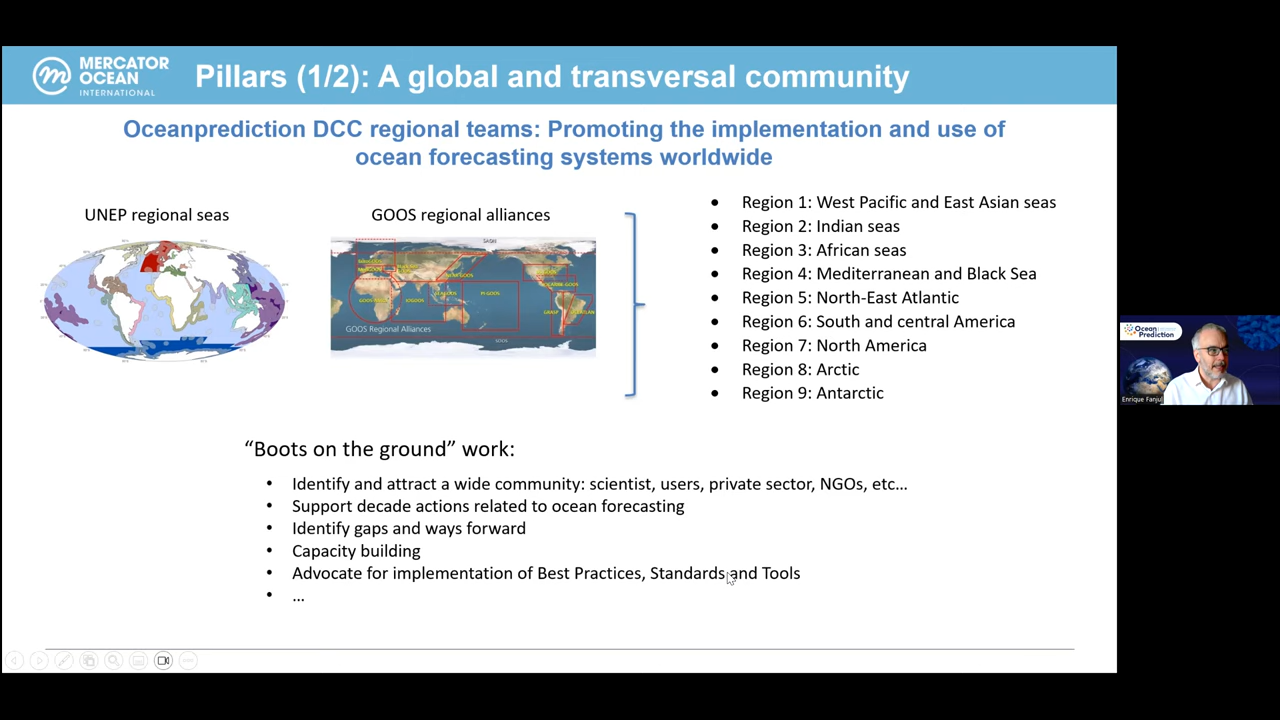 MERCATOR
OCEAN
INTERNATIONAL
Pillars (1/2): A global and transversal community
Oceanprediction DCC regional teams: Promoting the implementation and use of
ocean forecasting systems worldwide
UNEP regional seas
GOOS regional alliances
GOOS Regional Alliances
• Region 1: West Pacific and East Asian seas
• Region 2: Indian seas
• Region 3: African seas
• Region 4: Mediterranean and Black Sea
• Region 5: North-East Atlantic
• Region 6: South and central America
• Region 7: North America
• Region 8: Arctic
• Region 9: Antarctic
“Boots on the ground” work:
• Identify and attract a wide community: scientist, users, private sector, NGOs, etc…
• Support decade actions related to ocean forecasting
• Identify gaps and ways forward
• Capacity building
• Advocate for implementation of Best Practices, Standards and Tools
• …
Ocean
Prediction
Enrique Fanjul